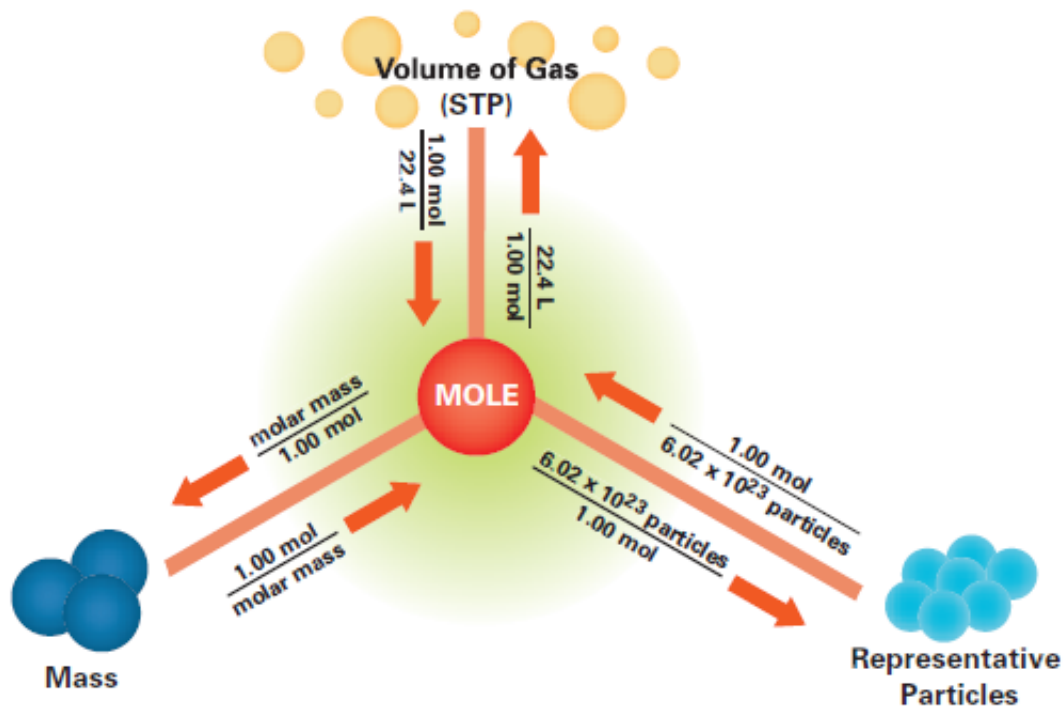 Volume of Gas
(STP)
1.00 mol
22.4 L
22.4 L
1.00 mol
MOLE
molar mass
1.00 mol
1.00 mol
molar mass
1.00 mol
6.02 x 10²³ particles
6.02 x 10²³ particles
1.00 mol
Mass
Representative
Particles